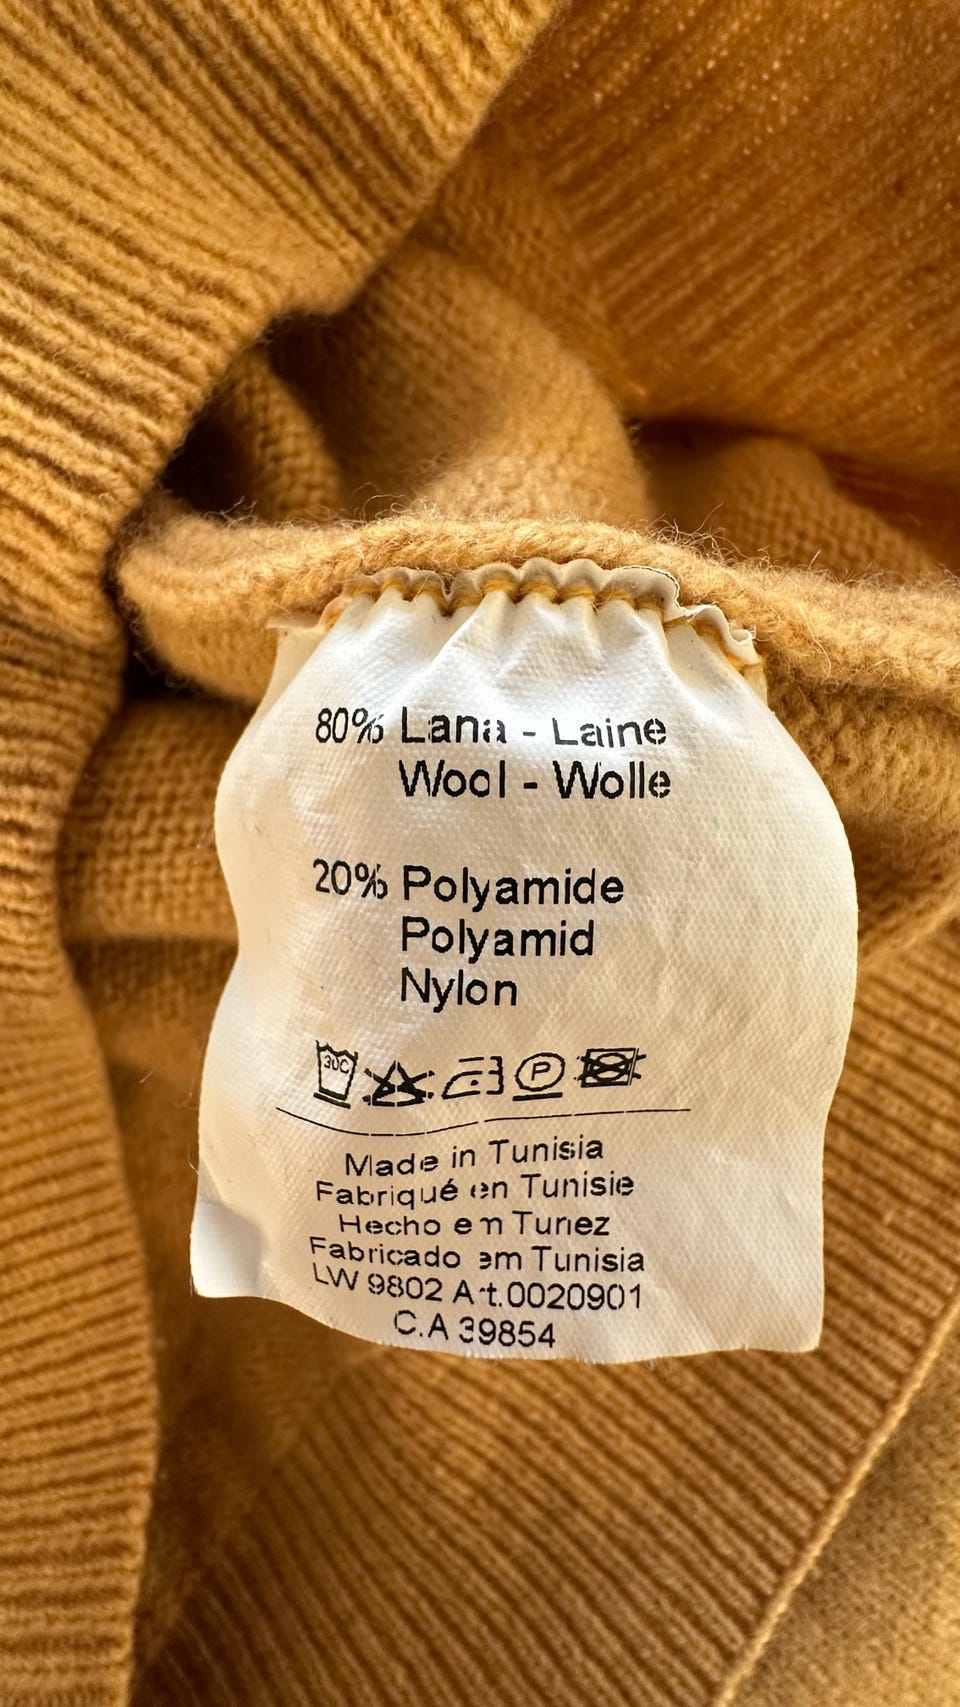 80% Lana - Laine
Wool - Wolle
20% Polyamide
Polyamid
Nylon
30C
P
Made in Tunisia
Fabriqué en Tunisie
Hecho en Tunez
Fabricado em Tunisia
LW 9802 Art.0020901
C.A 39854